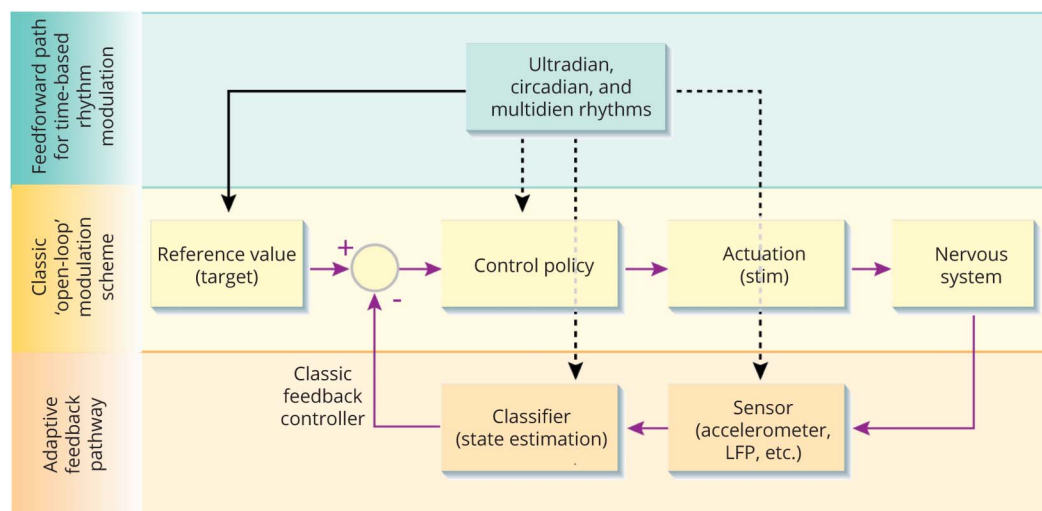 Feedforward path
for time-based
rhythm
modulation
Ultradian,
circadian, and
multidien rhythms
Classic
‘open-loop’
modulation
scheme
Reference value
(target)
+
-
Control policy
Actuation
(stim)
Nervous
system
Adaptive
feedback
pathway
Classic
feedback
controller
Classifier
(state estimation)
Sensor
(accelerometer,
LFP, etc.)